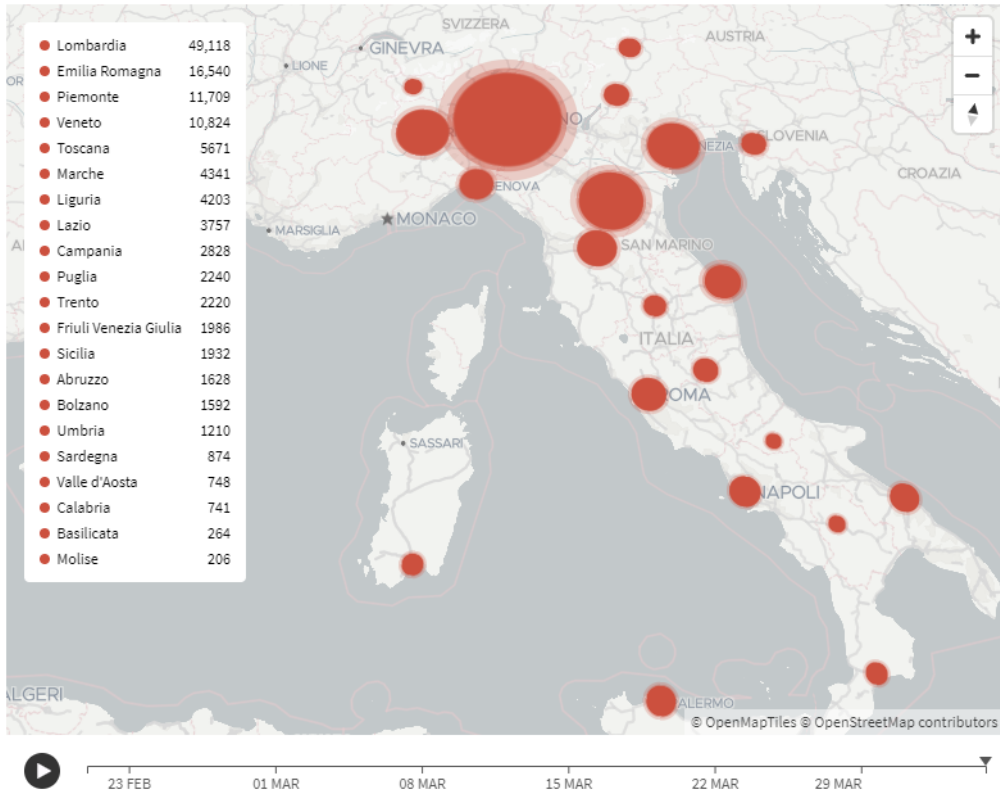 Lombardia 49,118
Emilia Romagna 16,540
Piemonte 11,709
Veneto 10,824
Toscana 5671
Marche 4341
Liguria 4203
Lazio 3757
Campania 2828
Puglia 2240
Trento 2220
Friuli Venezia Giulia 1986
Sicilia 1932
Abruzzo 1628
Bolzano 1592
Umbria 1210
Sardegna 874
Valle d'Aosta 748
Calabria 741
Basilicata 264
Molise 206
SVIZZERA
AUSTRIA
GINEVRA
LIONE
NO
SLOVENIA
NEZIA
CROAZIA
ENOVA
MONACO
MARSIGLIA
SAN MARINO
ITALIA
ROMA
SASSARI
NAPOLI
ALGERI
ALERMO
+
−
© OpenMapTiles © OpenStreetMap contributors
23 FEB 01 MAR 08 MAR 15 MAR 22 MAR 29 MAR